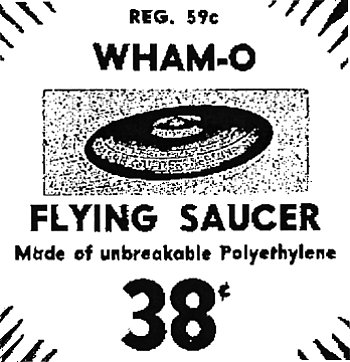 REG. 59c
WHAM-O
FLYING SAUCER
Made of unbreakable Polyethylene
38¢